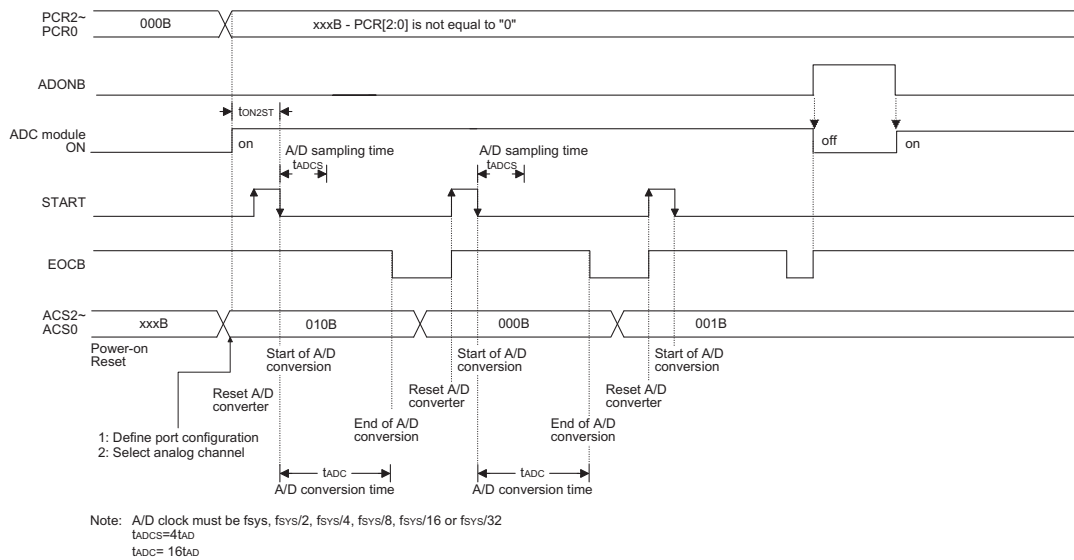 PCR2~
PCR0
000B
xxxB - PCR[2:0] is not equal to "0"
ADONB
tON2ST
ADC module
ON
on
off
on
A/D sampling time
tADCS
A/D sampling time
tADCS
START
EOCB
ACS2~
ACS0
xxxB
010B
000B
001B
Power-on
Reset
Start of A/D
conversion
Start of A/D
conversion
Start of A/D
conversion
Reset A/D
converter
Reset A/D
converter
Reset A/D
converter
End of A/D
conversion
End of A/D
conversion
1: Define port configuration
2: Select analog channel
tADC
A/D conversion time
tADC
A/D conversion time
Note: A/D clock must be fsys, fSYS/2, fSYS/4, fSYS/8, fSYS/16 or fSYS/32
tADCS=4tAD
tADC= 16tAD